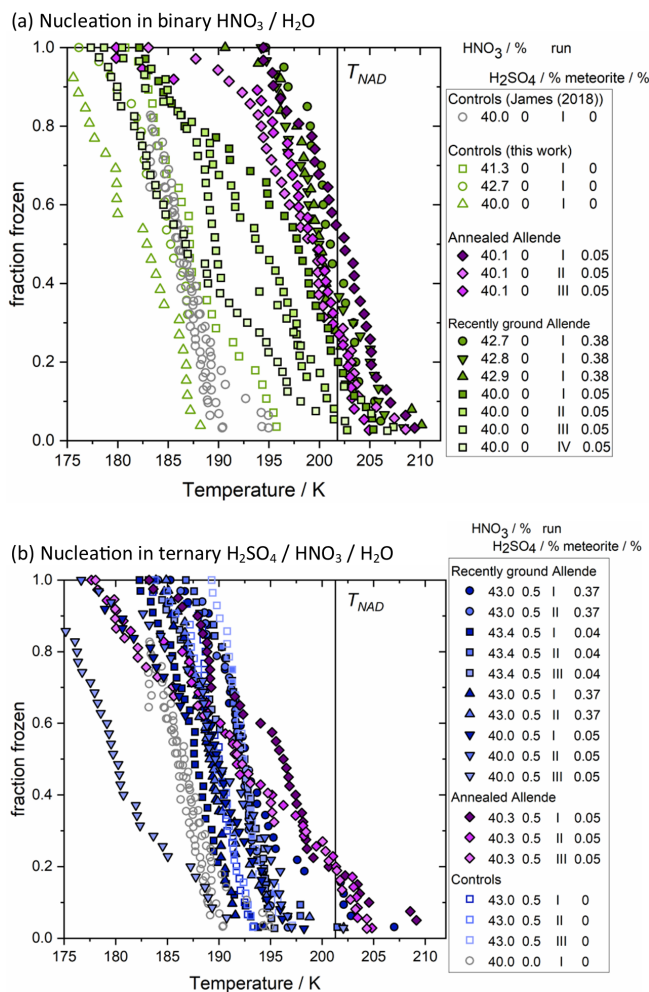 (a) Nucleation in binary HNO₃ / H₂O
fraction frozen
1.0
0.8
0.6
0.4
0.2
0.0
T_NAD
175 180 185 190 195 200 205 210
Temperature / K
HNO₃ / % run
H₂SO₄ / % meteorite / %
Controls (James (2018))
40.0 0 I 0
Controls (this work)
41.3 0 I 0
42.7 0 I 0
40.0 0 I 0
Annealed Allende
40.1 0 I 0.05
40.1 0 II 0.05
40.1 0 III 0.05
Recently ground Allende
42.7 0 I 0.38
42.8 0 I 0.38
42.9 0 I 0.38
40.0 0 I 0.05
40.0 0 II 0.05
40.0 0 III 0.05
40.0 0 IV 0.05
(b) Nucleation in ternary H₂SO₄ / HNO₃ / H₂O
fraction frozen
1.0
0.8
0.6
0.4
0.2
0.0
T_NAD
175 180 185 190 195 200 205 210
Temperature / K
HNO₃ / % run
H₂SO₄ / % meteorite / %
Recently ground Allende
43.0 0.5 I 0.37
43.0 0.5 II 0.37
43.4 0.5 I 0.04
43.4 0.5 II 0.04
43.4 0.5 III 0.04
43.0 0.5 I 0.37
43.0 0.5 II 0.37
40.0 0.5 I 0.05
40.0 0.5 II 0.05
40.0 0.5 III 0.05
Annealed Allende
40.3 0.5 I 0.05
40.3 0.5 II 0.05
40.3 0.5 III 0.05
Controls
43.0 0.5 I 0
43.0 0.5 II 0
43.0 0.5 III 0
40.0 0.0 I 0